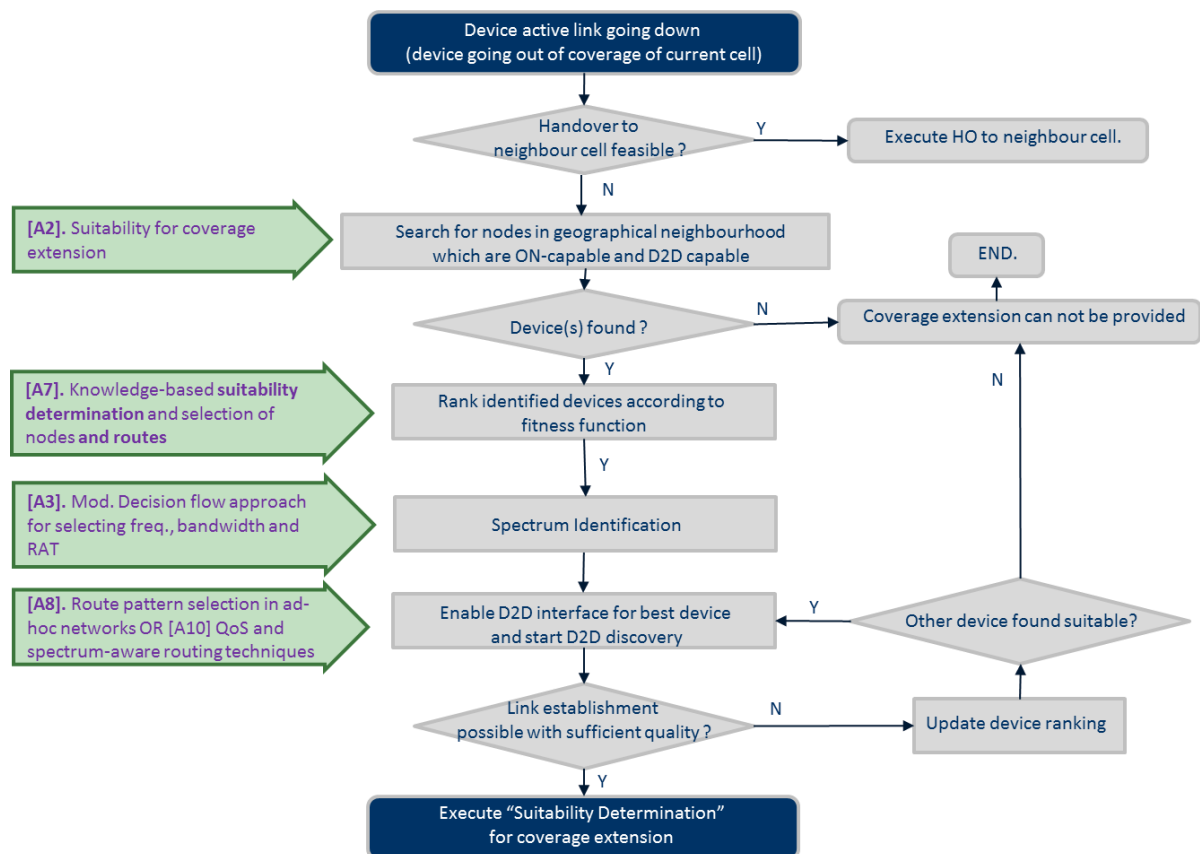 Device active link going down
(device going out of coverage of current cell)
Handover to
neighbour cell feasible ?
Y
Execute HO to neighbour cell.
N
[A2]. Suitability for coverage
extension
Search for nodes in geographical neighbourhood
which are ON-capable and D2D capable
END.
Device(s) found ?
N
Coverage extension can not be provided
Y
N
[A7]. Knowledge-based suitability
determination and selection of
nodes and routes
Rank identified devices according to
fitness function
Y
[A3]. Mod. Decision flow approach
for selecting freq., bandwidth and
RAT
Spectrum Identification
[A8]. Route pattern selection in ad-
hoc networks OR [A10] QoS and
spectrum-aware routing techniques
Enable D2D interface for best device
and start D2D discovery
Y
Other device found suitable?
Link establishment
possible with sufficient quality ?
N
Update device ranking
Y
Execute “Suitability Determination”
for coverage extension